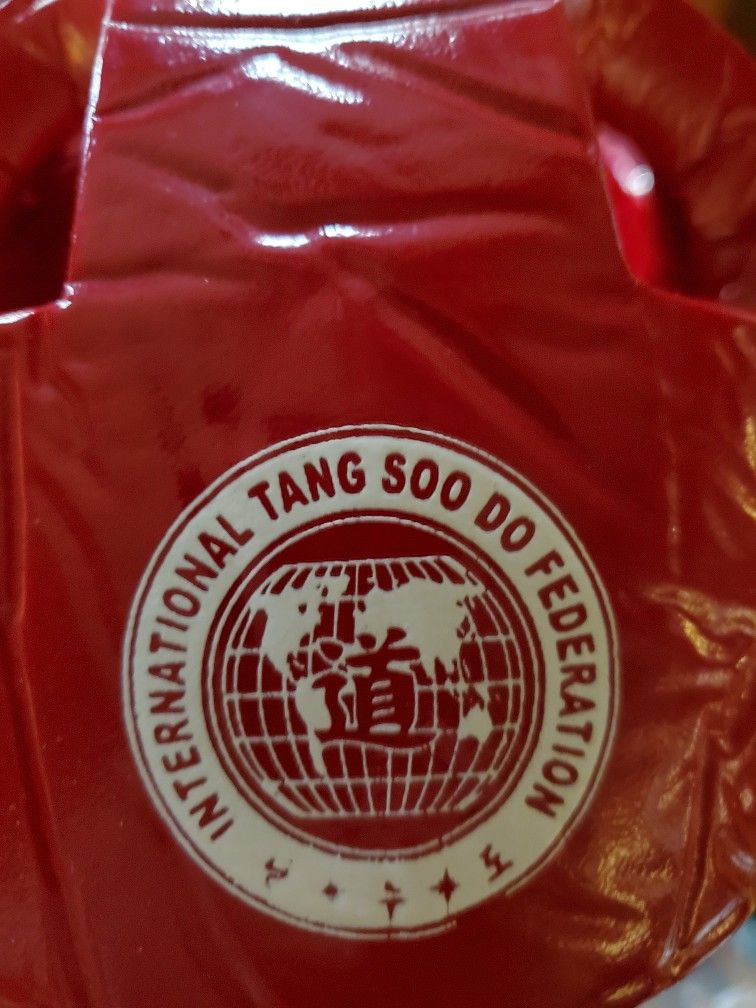 INTERNATIONAL TANG SOO DO FEDERATION
道